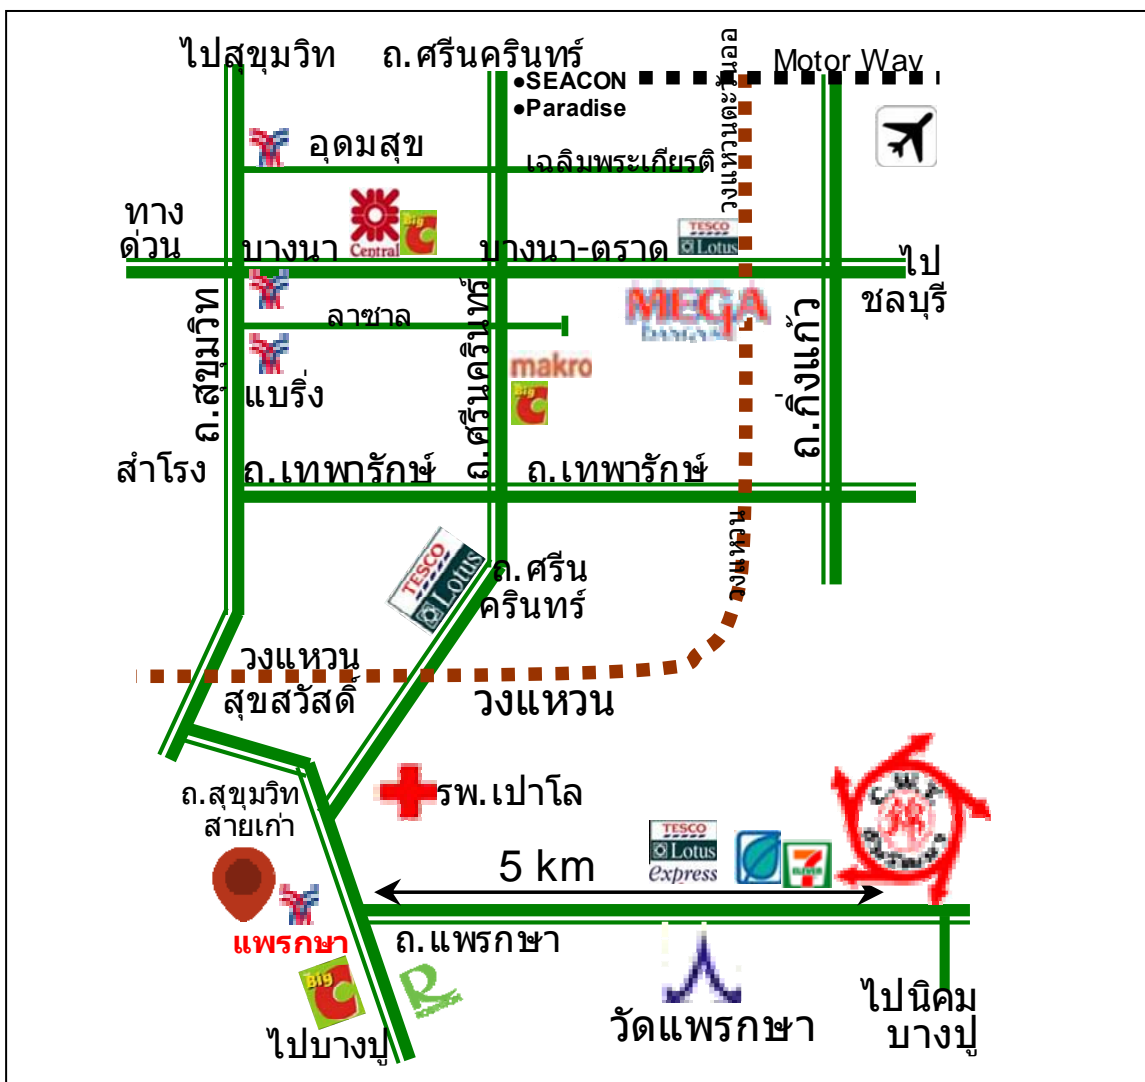 ไปสุขุมวิท
ถ.ศรีนครินทร์
●SEACON
●Paradise
Motor Way
วงแหวนตะวันออ
อุดมสุข
เฉลิมพระเกียรติ
ทาง
ด่วน
บางนา
Central
Big C
บางนา-ตราด
TESCO
Lotus
ไป
ชลบุรี
MEGA
BANGNA
ลาซาล
ถ.สุขุมวิท
ถ.ศรีนครินทร์
makro
Big C
ถ.กิ่งแก้ว
แบริ่ง
สำโรง
ถ.เทพารักษ์
ถ.เทพารักษ์
วงแหวน
TESCO
Lotus
ถ.ศรีน
ครินทร์
วงแหวน
สุขสวัสดิ์
วงแหวน
รพ.เปาโล
ถ.สุขุมวิท
สายเก่า
C.W.T.
5 km
TESCO
Lotus
express
7 ELEVEN
แพรกษา
ถ.แพรกษา
Big C
R
ROBINSON
วัดแพรกษา
ไปนิคม
บางปู
ไปบางปู